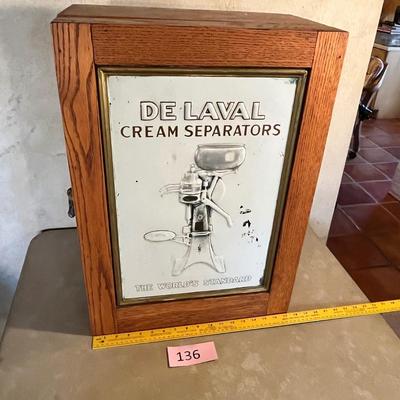 DE LAVAL
CREAM SEPARATORS
THE WORLD'S STANDARD
136